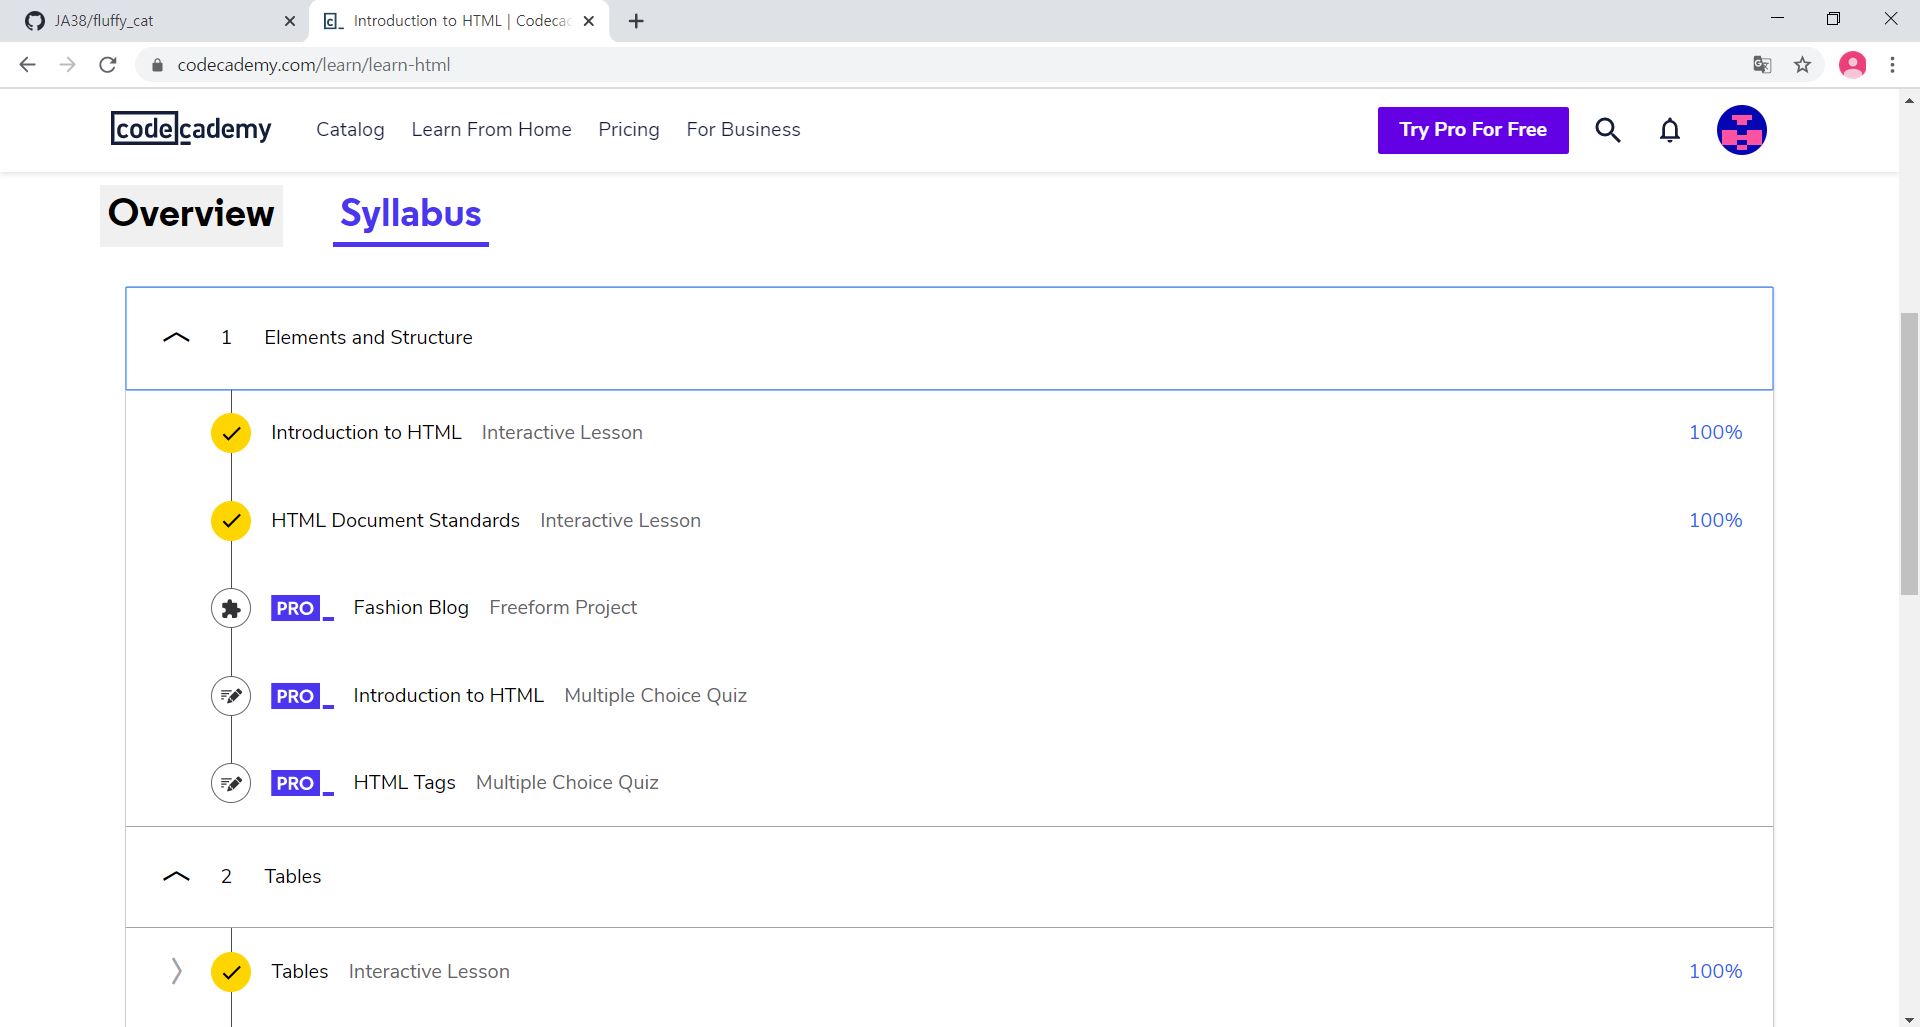 JA38/fluffy_cat
Introduction to HTML | Codecac
codecademy.com/learn/learn-html
codecademy Catalog Learn From Home Pricing For Business Try Pro For Free
Overview Syllabus
1 Elements and Structure
Introduction to HTML Interactive Lesson 100%
HTML Document Standards Interactive Lesson 100%
PRO_ Fashion Blog Freeform Project
PRO_ Introduction to HTML Multiple Choice Quiz
PRO_ HTML Tags Multiple Choice Quiz
2 Tables
Tables Interactive Lesson 100%